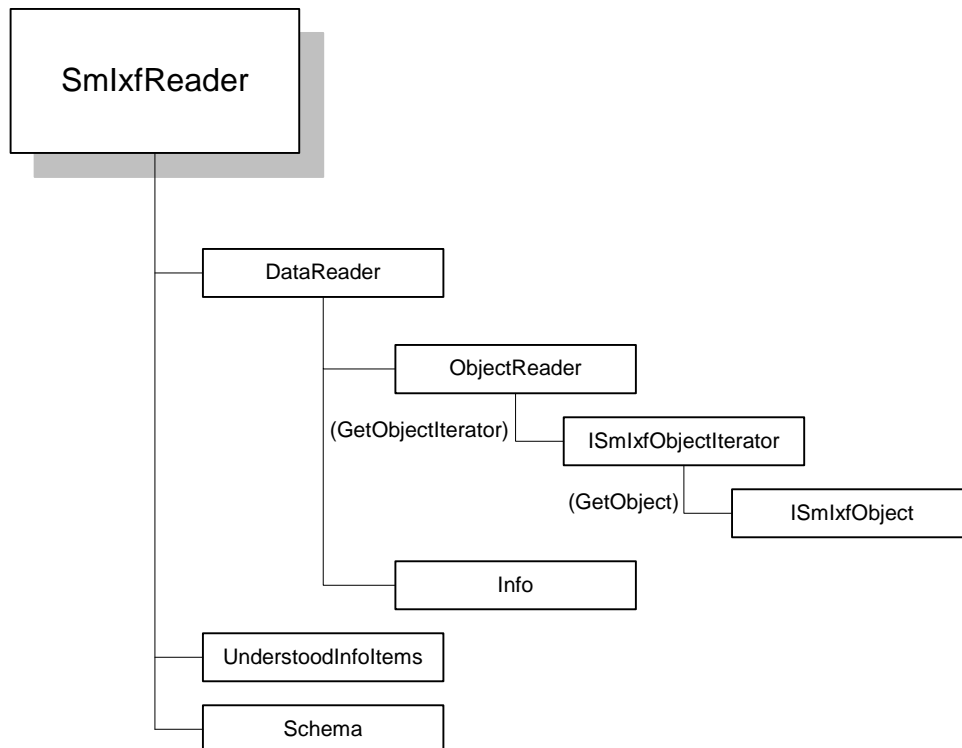 SmIxfReader
DataReader
ObjectReader
(GetObjectIterator)
ISmIxfObjectIterator
(GetObject)
ISmIxfObject
Info
UnderstoodInfoItems
Schema